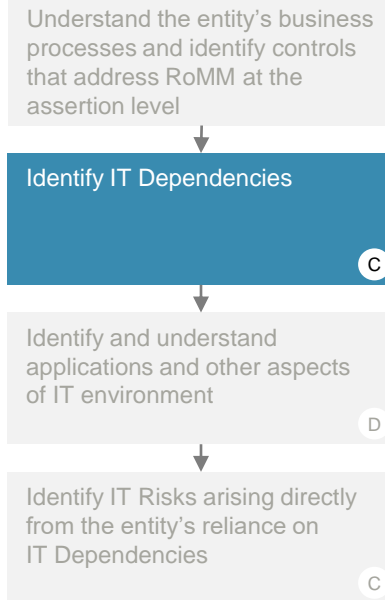 Understand the entity’s business
processes and identify controls
that address RoMM at the
assertion level
Identify IT Dependencies
C
Identify and understand
applications and other aspects
of IT environment
D
Identify IT Risks arising directly
from the entity’s reliance on
IT Dependencies
C